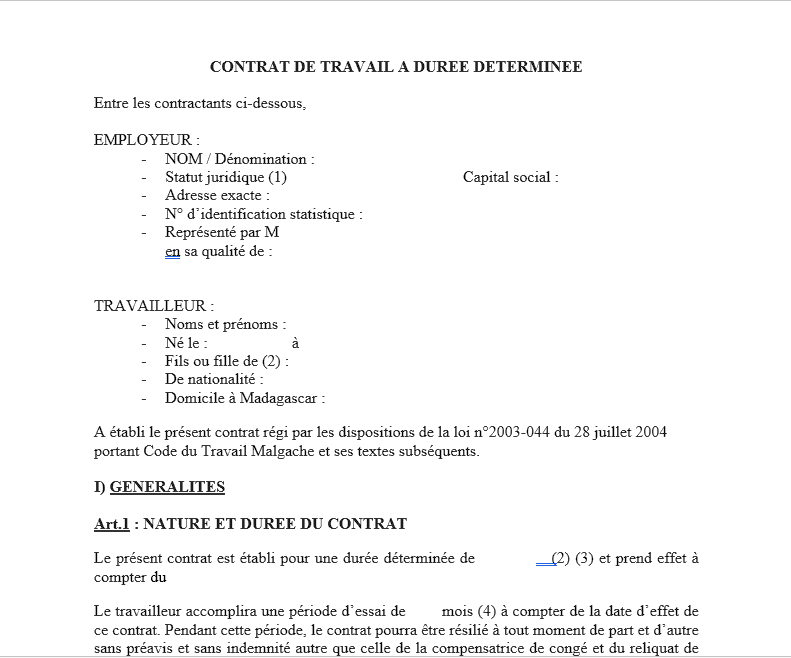 CONTRAT DE TRAVAIL A DUREE DETERMINEE
Entre les contractants ci-dessous,
EMPLOYEUR :
- NOM / Dénomination :
- Statut juridique (1) Capital social :
- Adresse exacte :
- N° d'identification statistique :
- Représenté par M
en sa qualité de :
TRAVAILLEUR :
- Noms et prénoms :
- Né le : à
- Fils ou fille de (2) :
- De nationalité :
- Domicile à Madagascar :
A établi le présent contrat régi par les dispositions de la loi n°2003-044 du 28 juillet 2004
portant Code du Travail Malgache et ses textes subséquents.
I) GENERALITES
Art.1 : NATURE ET DUREE DU CONTRAT
Le présent contrat est établi pour une durée déterminée de __(2) (3) et prend effet à
compter du
Le travailleur accomplira une période d'essai de mois (4) à compter de la date d'effet de
ce contrat. Pendant cette période, le contrat pourra être résilié à tout moment de part et d'autre
sans préavis et sans indemnité autre que celle de la compensatrice de congé et du reliquat de